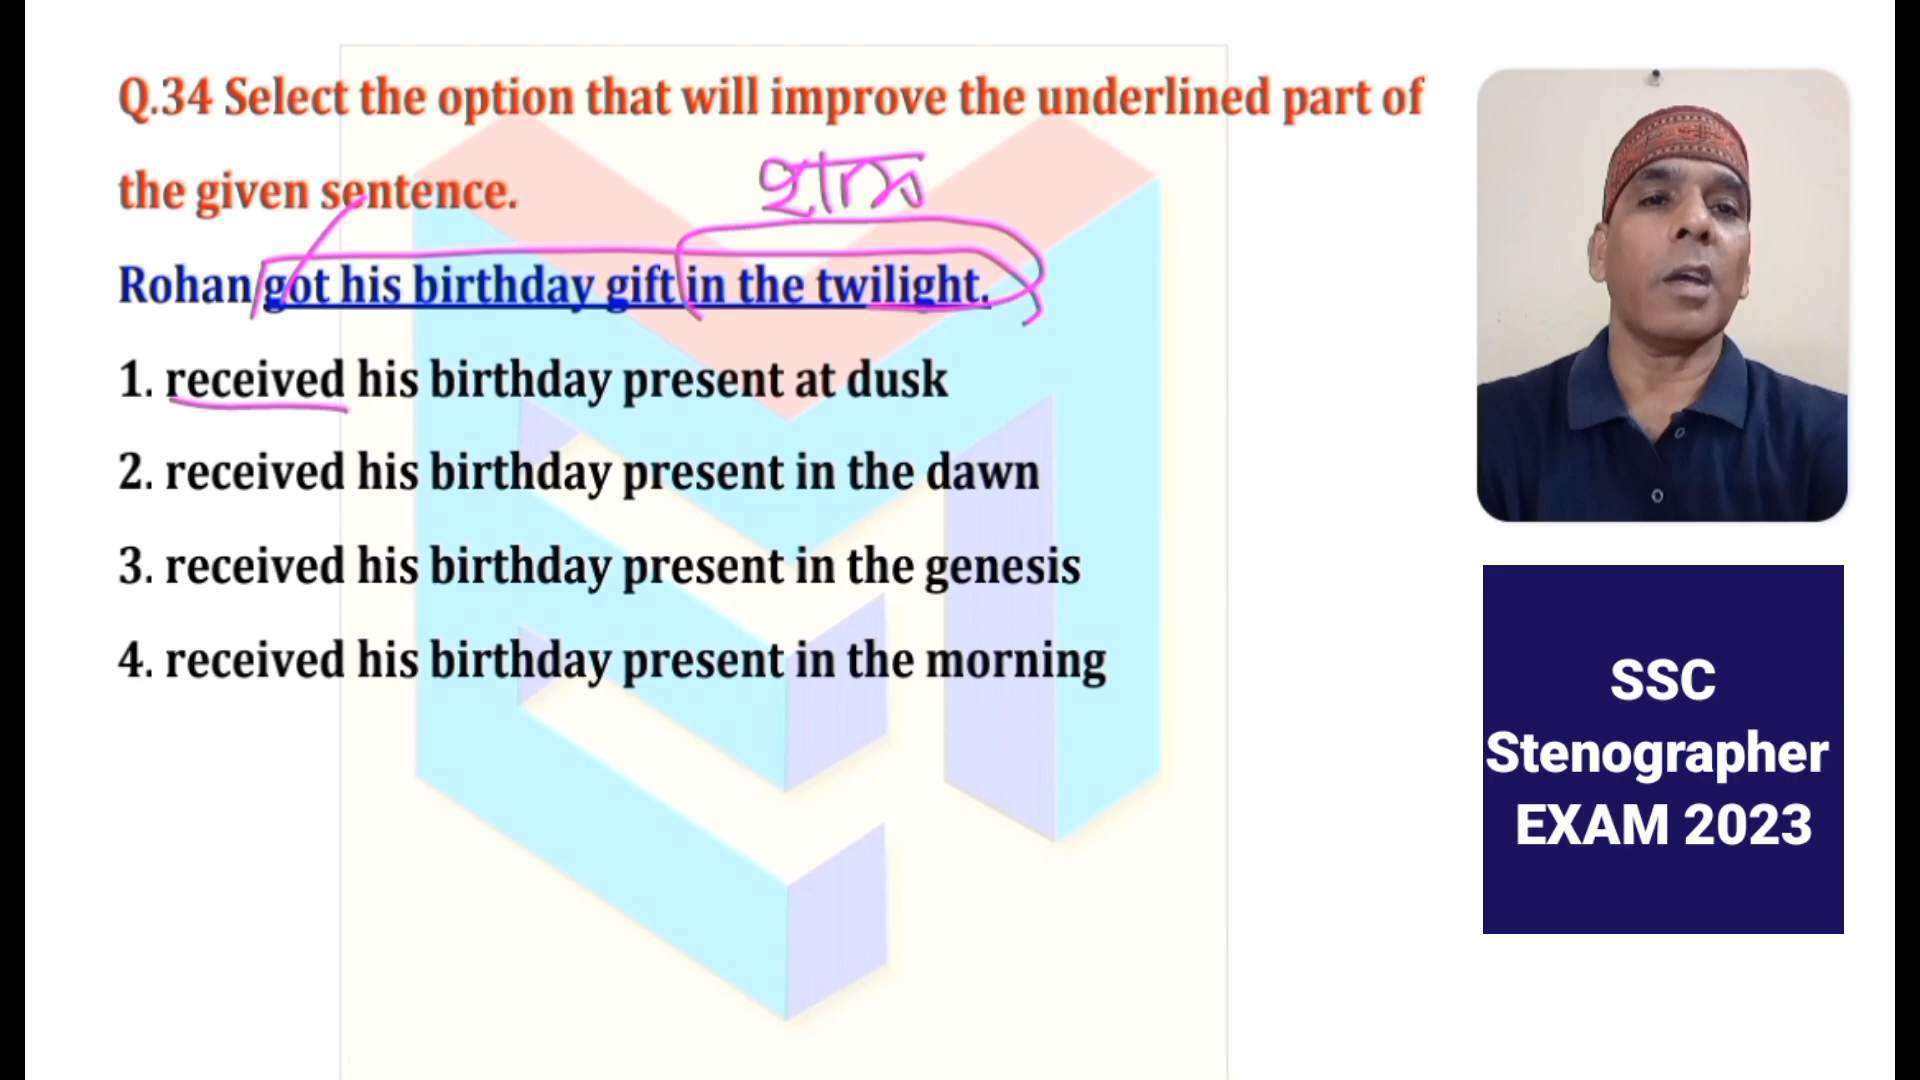 Q.34 Select the option that will improve the underlined part of
the given sentence.
शाम
Rohan got his birthday gift in the twilight.
1. received his birthday present at dusk
2. received his birthday present in the dawn
3. received his birthday present in the genesis
4. received his birthday present in the morning
SSC
Stenographer
EXAM 2023